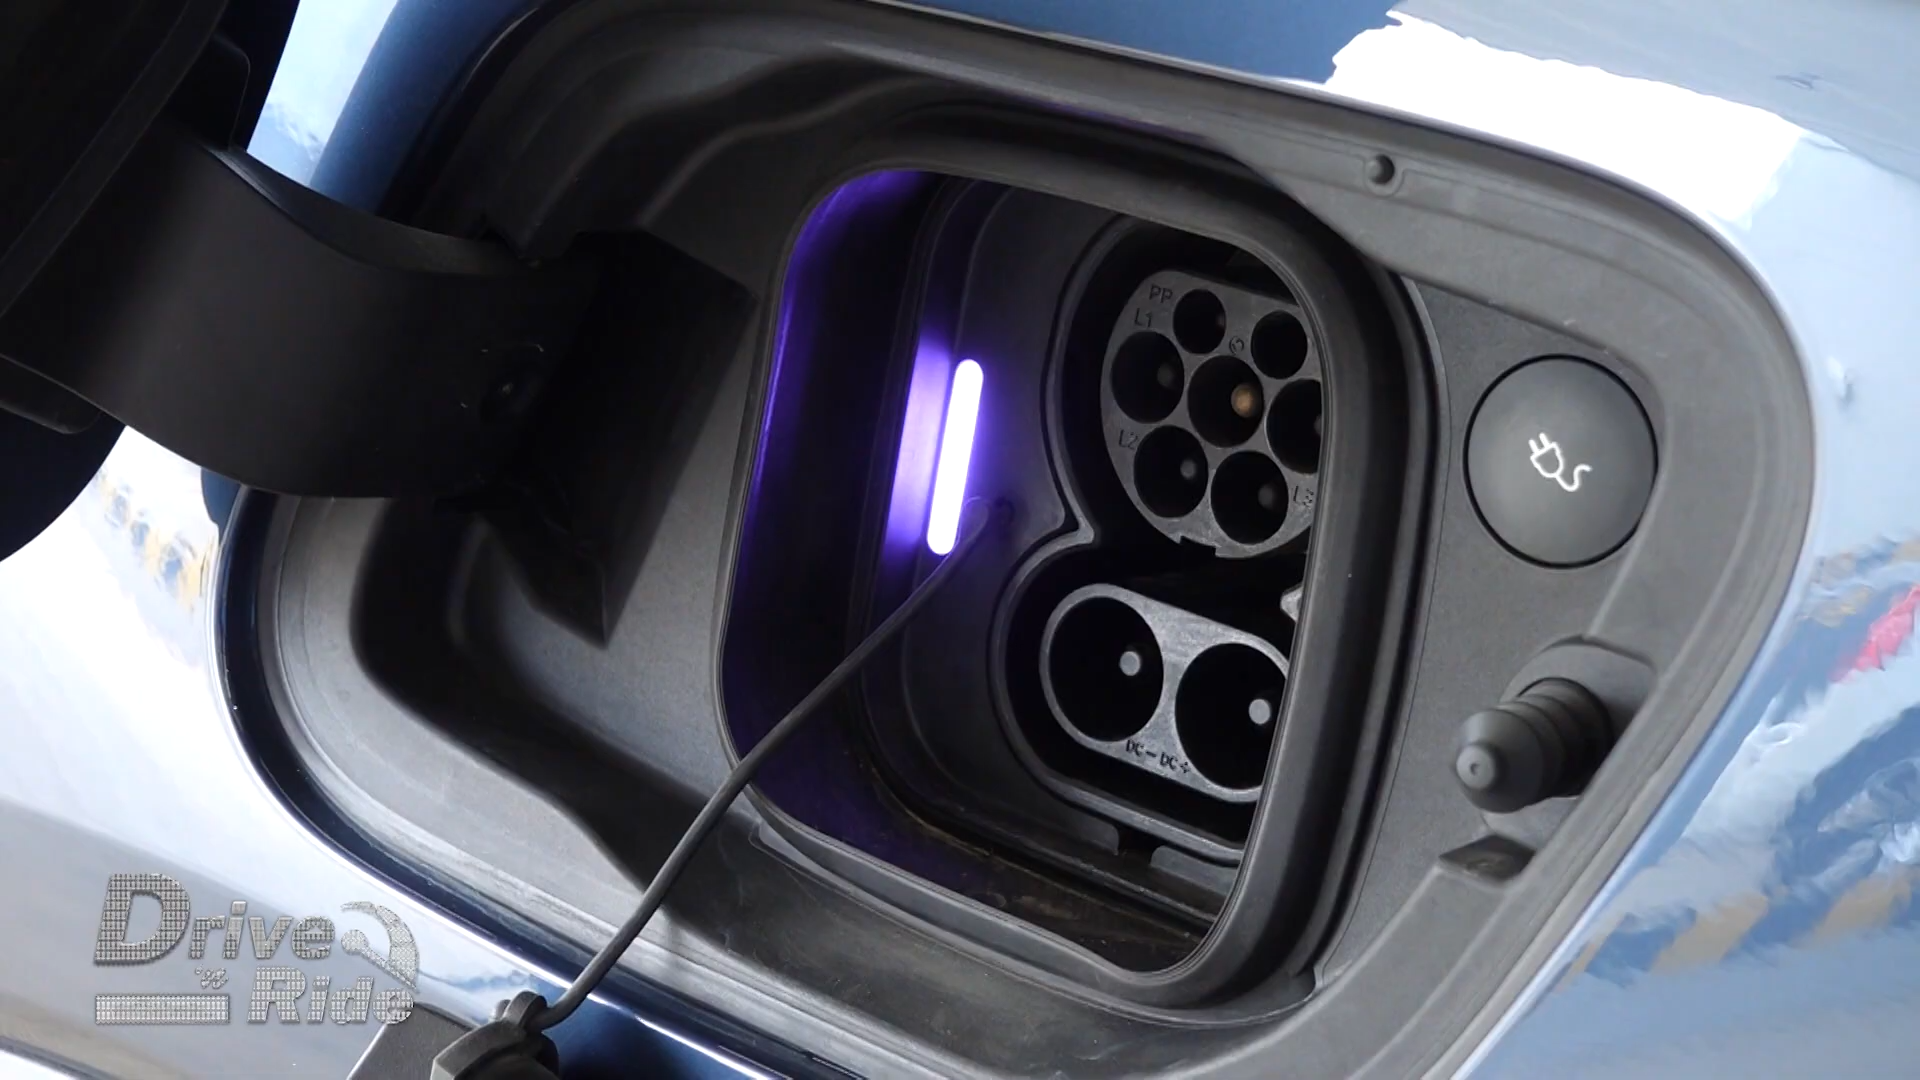 PP
L1
L2
L3
DC - DC +
Drive
'n
Ride